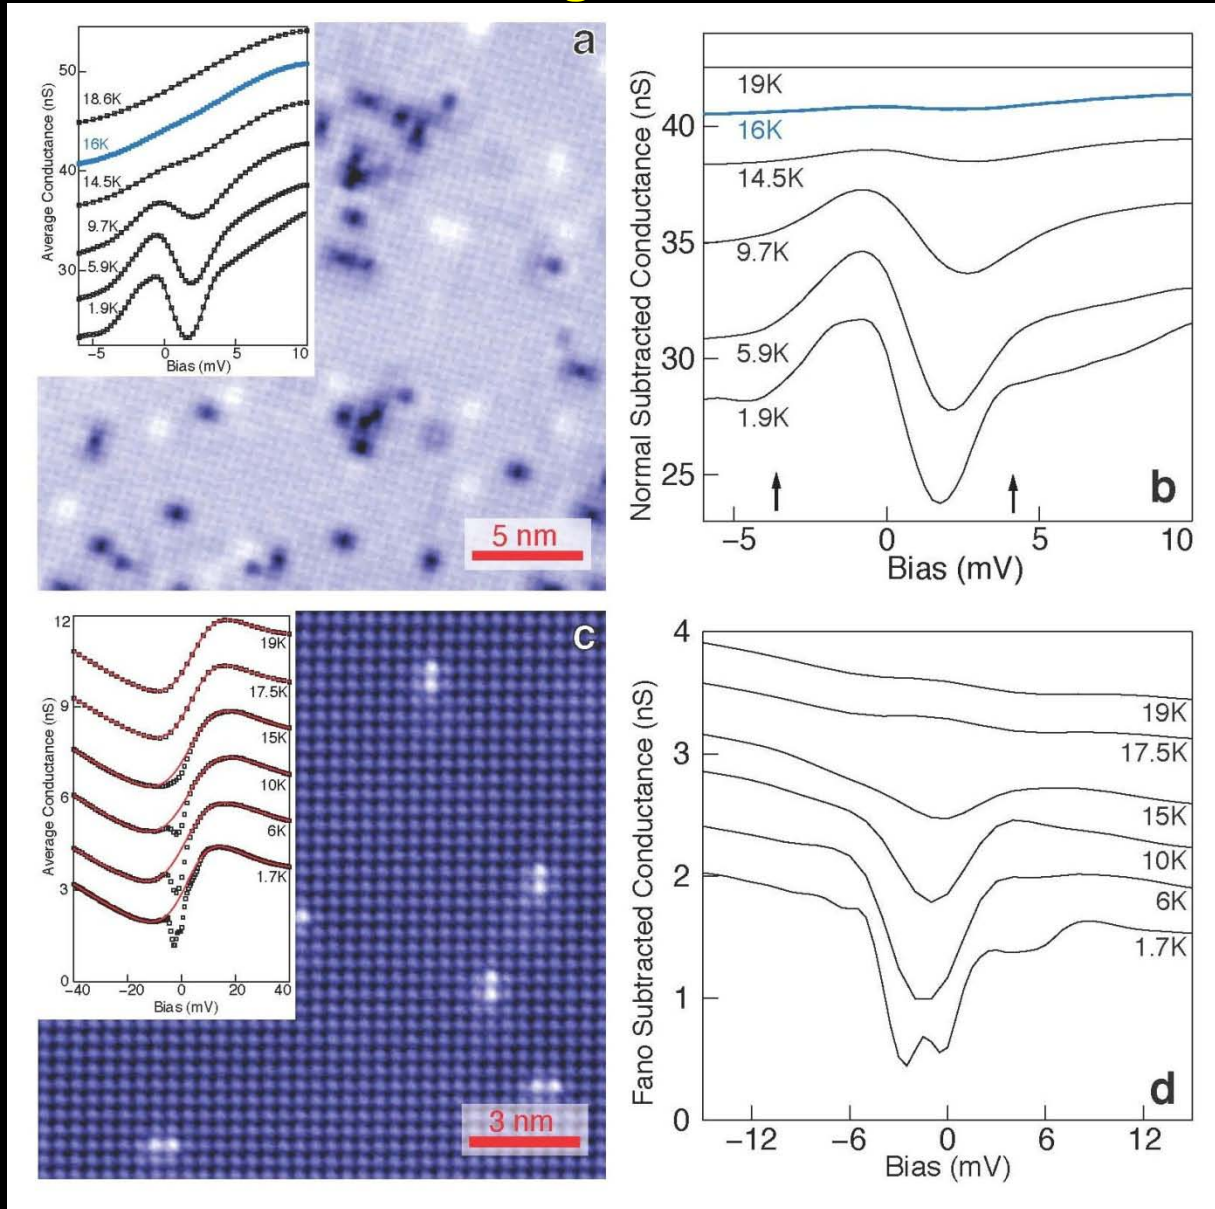 a
Average Conductance (nS)
50
40
30
18.6K
16K
14.5K
9.7K
5.9K
1.9K
−5 0 5 10
Bias (mV)
5 nm
Normal Subtracted Conductance (nS)
40
35
30
25
19K
16K
14.5K
9.7K
5.9K
1.9K
b
−5 0 5 10
Bias (mV)
c
Average Conductance (nS)
12
9
6
3
0
19K
17.5K
15K
10K
6K
1.7K
−40 −20 0 20 40
Bias (mV)
3 nm
Fano Subtracted Conductance (nS)
4
3
2
1
0
19K
17.5K
15K
10K
6K
1.7K
d
−12 −6 0 6 12
Bias (mV)